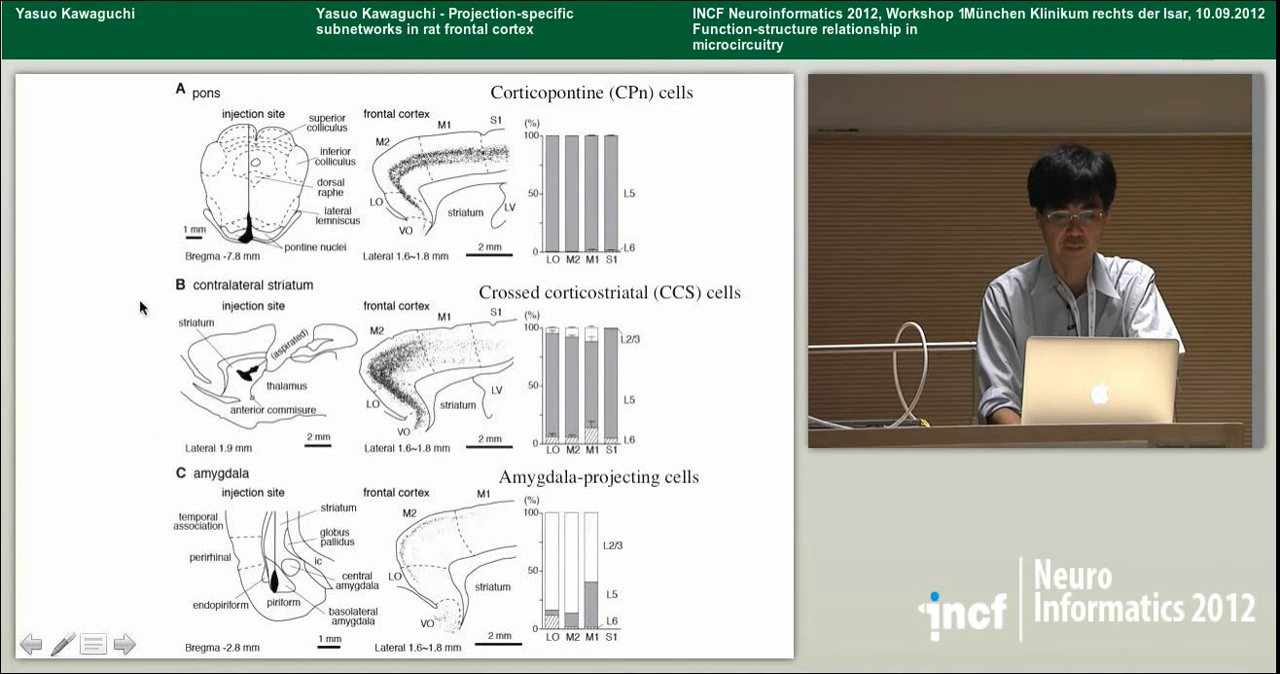 Yasuo Kawaguchi
Yasuo Kawaguchi - Projection-specific
subnetworks in rat frontal cortex
INCF Neuroinformatics 2012, Workshop 1München Klinikum rechts der Isar, 10.09.2012
Function-structure relationship in
microcircuitry
A pons
Corticopontine (CPn) cells
injection site
superior
colliculus
inferior
colliculus
dorsal
raphe
lateral
lemniscus
pontine nuclei
1 mm
Bregma -7.8 mm
frontal cortex
M1
S1
M2
LO
VO
striatum
LV
2 mm
Lateral 1.6~1.8 mm
(%)
100
50
0
L5
L6
LO M2 M1 S1
B contralateral striatum
Crossed corticostriatal (CCS) cells
injection site
striatum
(aspirated)
thalamus
anterior commisure
2 mm
Lateral 1.9 mm
frontal cortex
M1
S1
M2
LO
VO
striatum
LV
2 mm
Lateral 1.6~1.8 mm
(%)
100
50
0
L2/3
L5
L6
LO M2 M1 S1
C amygdala
Amygdala-projecting cells
injection site
temporal
association
perirhinal
endopiriform
piriform
striatum
globus
pallidus
ic
central
amygdala
basolateral
amygdala
1 mm
Bregma -2.8 mm
frontal cortex
M1
M2
LO
VO
striatum
2 mm
Lateral 1.6~1.8 mm
(%)
100
50
0
L2/3
L5
L6
LO M2 M1 S1
incf
Neuro
Informatics 2012